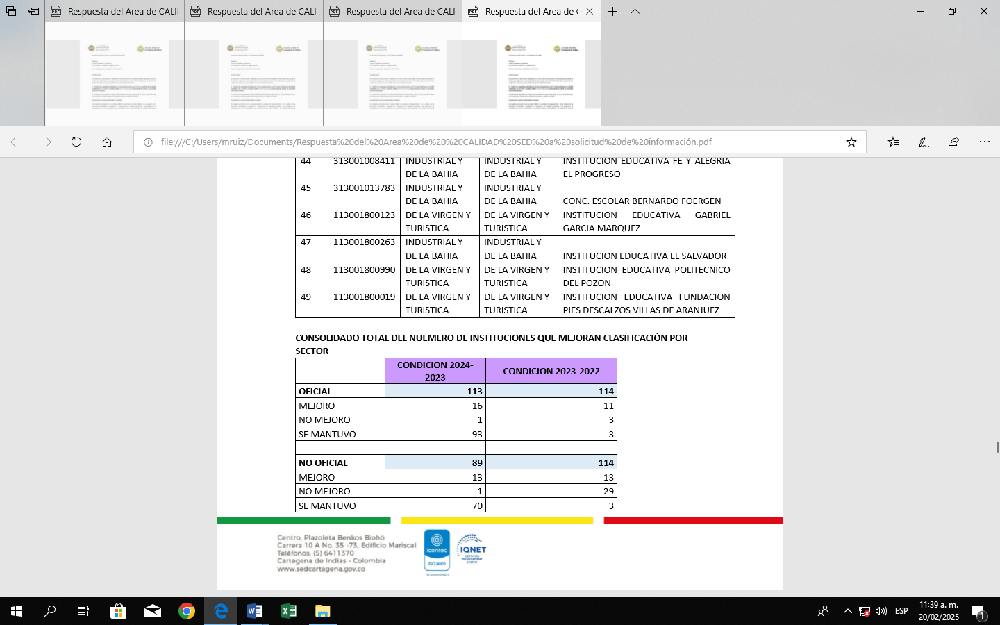 Respuesta del Area de CALI
Respuesta del Area de CALI
Respuesta del Area de CALI
Respuesta del Area de C
file:///C:/Users/mruiz/Documents/Respuesta%20del%20Area%20de%20%20CALIDAD%20SED%20a%20solicitud%20de%20información.pdf
44 313001008411 INDUSTRIAL Y DE LA BAHIA INDUSTRIAL Y DE LA BAHIA INSTITUCION EDUCATIVA FE Y ALEGRIA EL PROGRESO
45 313001013783 INDUSTRIAL Y DE LA BAHIA INDUSTRIAL Y DE LA BAHIA CONC. ESCOLAR BERNARDO FOERGEN
46 113001800123 DE LA VIRGEN Y TURISTICA DE LA VIRGEN Y TURISTICA INSTITUCION EDUCATIVA GABRIEL GARCIA MARQUEZ
47 113001800263 INDUSTRIAL Y DE LA BAHIA INDUSTRIAL Y DE LA BAHIA INSTITUCION EDUCATIVA EL SALVADOR
48 113001800990 DE LA VIRGEN Y TURISTICA DE LA VIRGEN Y TURISTICA INSTITUCION EDUCATIVA POLITECNICO DEL POZON
49 113001800019 DE LA VIRGEN Y TURISTICA DE LA VIRGEN Y TURISTICA INSTITUCION EDUCATIVA FUNDACION PIES DESCALZOS VILLAS DE ARANJUEZ
CONSOLIDADO TOTAL DEL NUEMERO DE INSTITUCIONES QUE MEJORAN CLASIFICACIÓN POR
SECTOR
CONDICION 2024-2023 CONDICION 2023-2022
OFICIAL 113 114
MEJORO 16 11
NO MEJORO 1 3
SE MANTUVO 93 3
NO OFICIAL 89 114
MEJORO 13 13
NO MEJORO 1 29
SE MANTUVO 70 3
Centro, Plazoleta Benkos Biohó
Carrera 10 A No. 35 -73, Edificio Mariscal
Teléfonos: (5) 6411370
Cartagena de Indias - Colombia
www.sedcartagena.gov.co
icontec
ISO 9001
IQNET
CERTIFIED
MANAGEMENT
SYSTEM
ESP
11:39 a. m.
20/02/2025
1